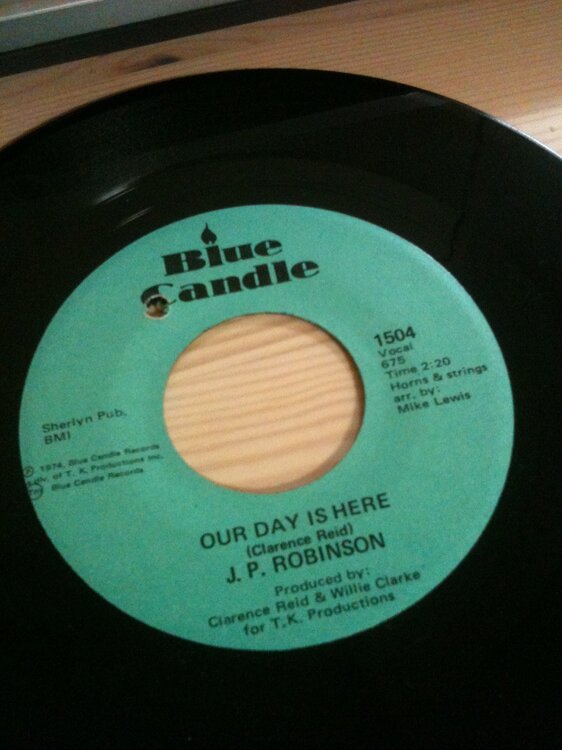 Blue
Candle
1504
Vocal
675
Time 2:20
Horns & strings
arr. by:
Mike Lewis
Sherlyn Pub.
BMI
℗ 1974, Blue Candle Records
a div. of T. K. Productions Inc.
TM Blue Candle Records
OUR DAY IS HERE
(Clarence Reid)
J. P. ROBINSON
Produced by:
Clarence Reid & Willie Clarke
for T.K. Productions